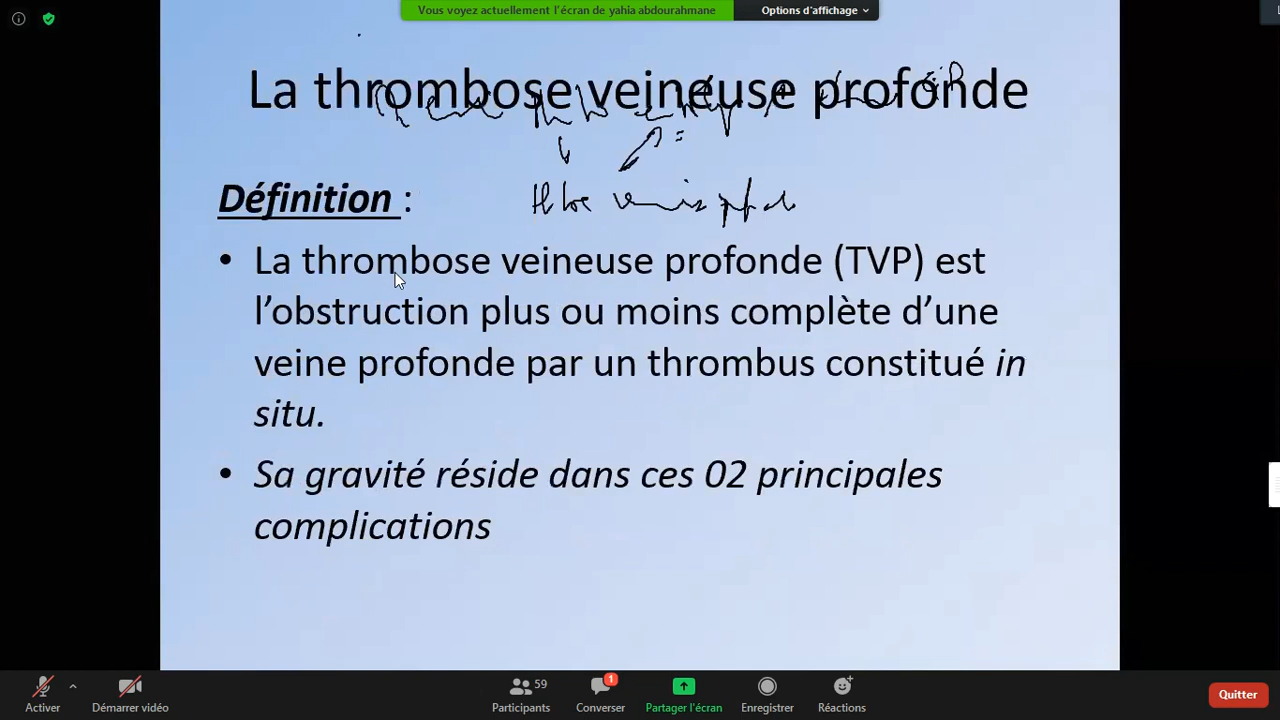 Vous voyez actuellement l'écran de yahia abdourahmane
Options d'affichage
La thrombose veineuse profonde
Définition :
• La thrombose veineuse profonde (TVP) est
l'obstruction plus ou moins complète d'une
veine profonde par un thrombus constitué in
situ.
• Sa gravité réside dans ces 02 principales
complications
59
1
Activer
Démarrer vidéo
Participants
Converser
Partager l'écran
Enregistrer
Réactions
Quitter